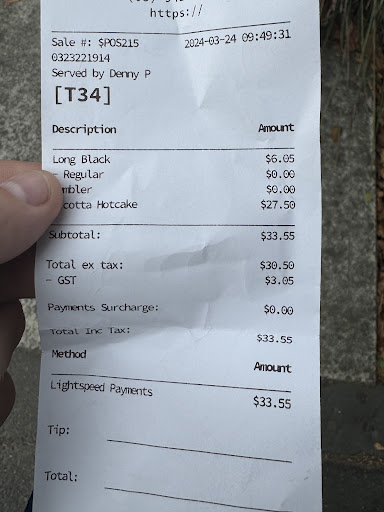 https://
Sale #: $POS215 2024-03-24 09:49:31
0323221914
Served by Denny P
[T34]
Description Amount
Long Black $6.05
Regular $0.00
mbler $0.00
cotta Hotcake $27.50
Subtotal: $33.55
Total ex tax: $30.50
- GST $3.05
Payments Surcharge: $0.00
Total Inc Tax: $33.55
Method Amount
Lightspeed Payments $33.55
Tip:
Total: